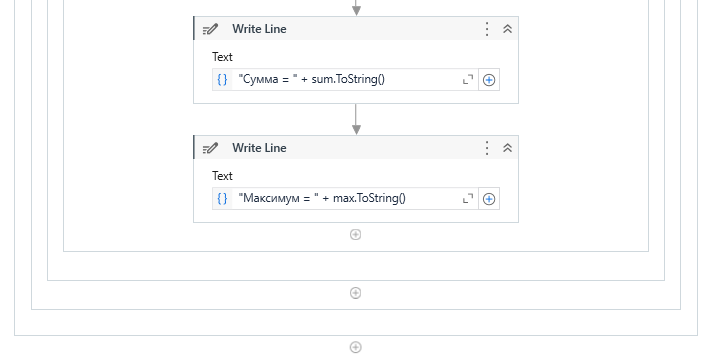 Write Line
Text
{} "Сумма = " + sum.ToString()
Write Line
Text
{} "Максимум = " + max.ToString()